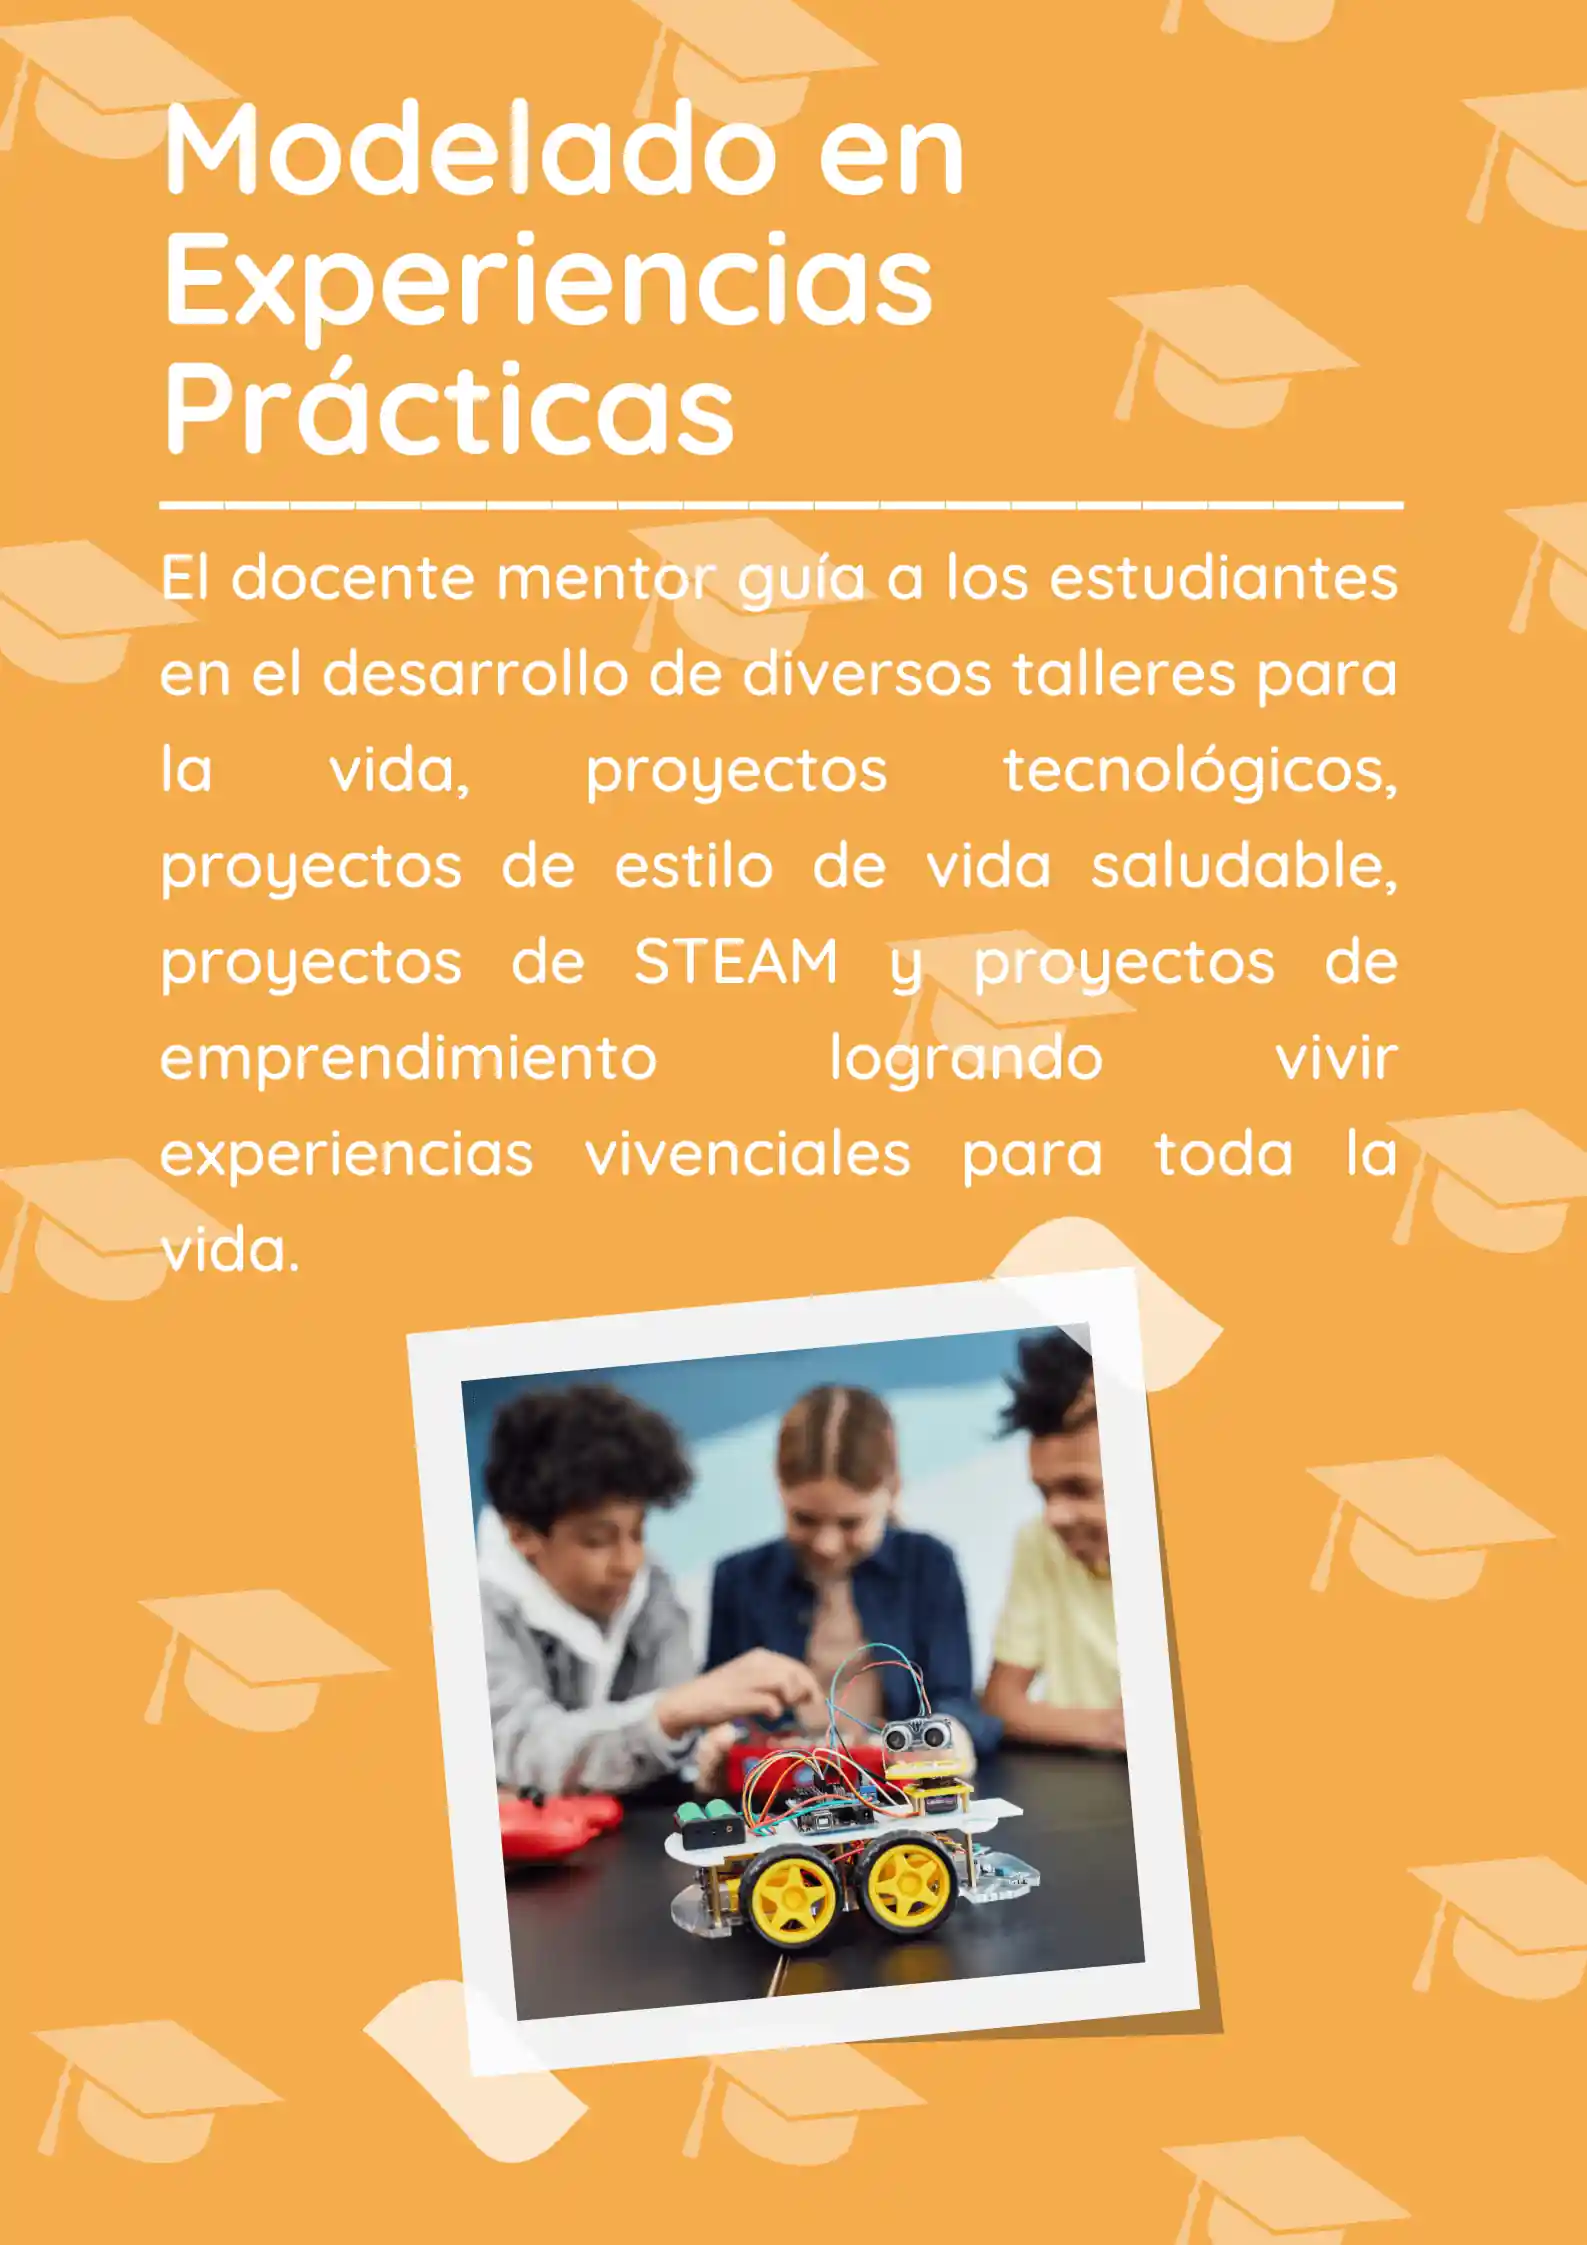 Modelado en
Experiencias
Prácticas
El docente mentor guía a los estudiantes
en el desarrollo de diversos talleres para
la vida, proyectos tecnológicos,
proyectos de estilo de vida saludable,
proyectos de STEAM y proyectos de
emprendimiento logrando vivir
experiencias vivenciales para toda la
vida.